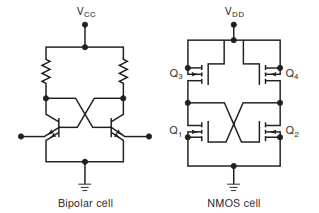 VCC
VDD
Q3
Q4
Q1
Q2
Bipolar cell
NMOS cell